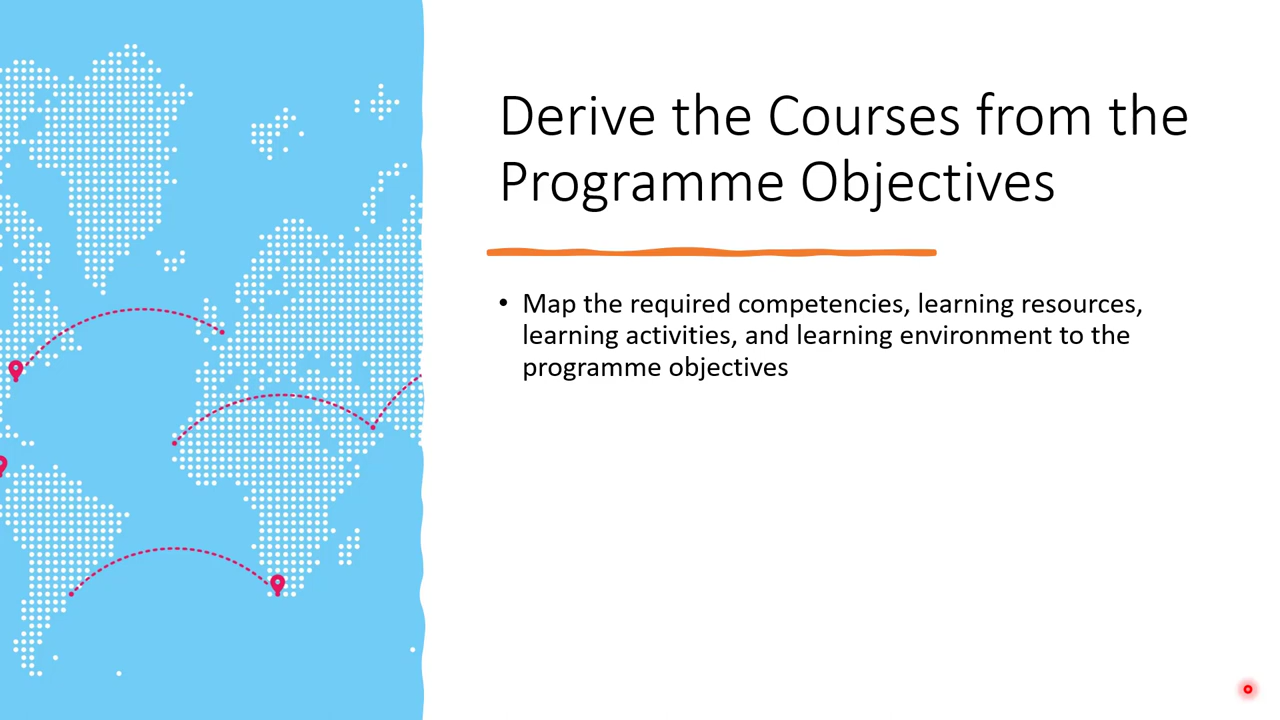 Derive the Courses from the
Programme Objectives
• Map the required competencies, learning resources,
learning activities, and learning environment to the
programme objectives